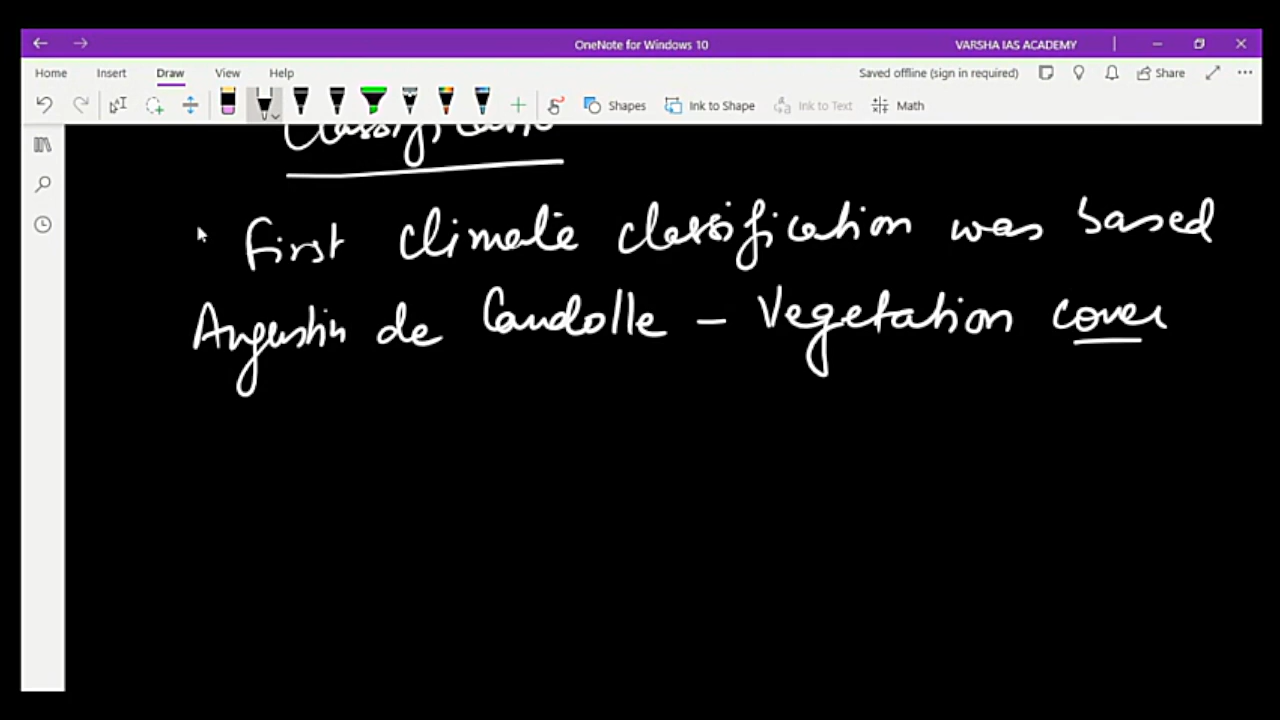 OneNote for Windows 10 VARSHA IAS ACADEMY
Home Insert Draw View Help Saved offline (sign in required) Share
Shapes Ink to Shape Ink to Text Math
First climate classification was based
Augustin de Candolle – Vegetation cover